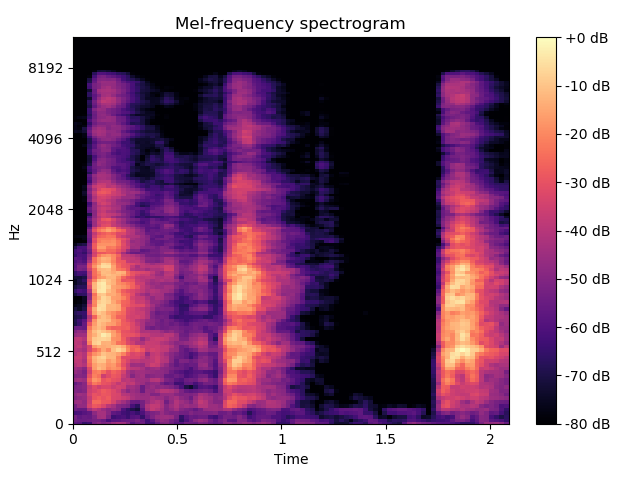 Mel-frequency spectrogram
8192
4096
2048
1024
512
0
Hz
0
0.5
1
1.5
2
Time
+0 dB
-10 dB
-20 dB
-30 dB
-40 dB
-50 dB
-60 dB
-70 dB
-80 dB